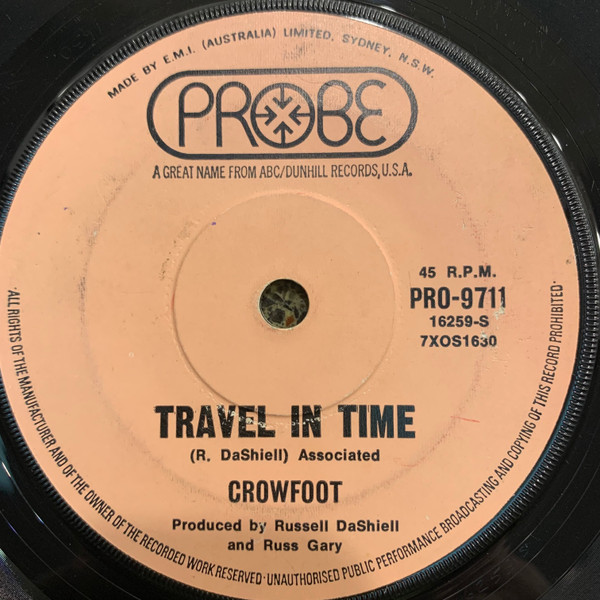 MADE BY E.M.I. (AUSTRALIA) LIMITED, SYDNEY, N.S.W.
PROBE
A GREAT NAME FROM ABC/DUNHILL RECORDS, U.S.A.
45 R.P.M.
PRO-9711
16259-S
7XOS1630
TRAVEL IN TIME
(R. DaShiell) Associated
CROWFOOT
Produced by Russell DaShiell
and Russ Gary
·ALL RIGHTS OF THE MANUFACTURER AND OF THE OWNER OF THE RECORDED WORK RESERVED·UNAUTHORISED PUBLIC PERFORMANCE BROADCASTING AND COPYING OF THIS RECORD PROHIBITED·